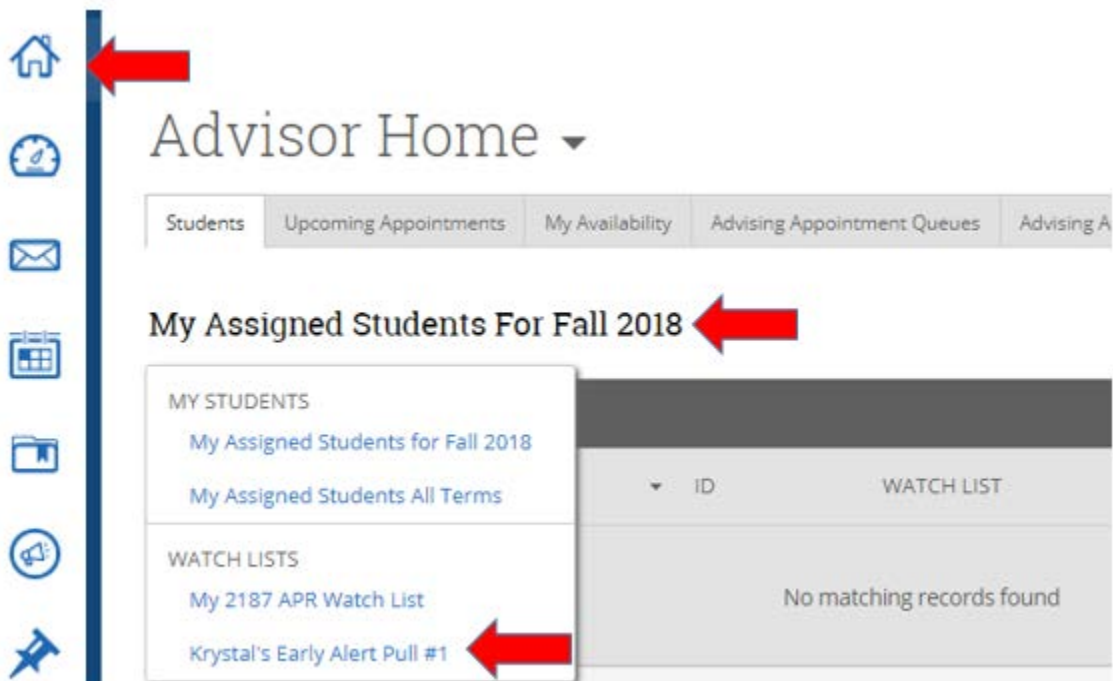 Advisor Home
Students Upcoming Appointments My Availability Advising Appointment Queues Advising A
My Assigned Students For Fall 2018
MY STUDENTS
My Assigned Students for Fall 2018
My Assigned Students All Terms
ID WATCH LIST
WATCH LISTS
My 2187 APR Watch List
No matching records found
Krystal's Early Alert Pull #1